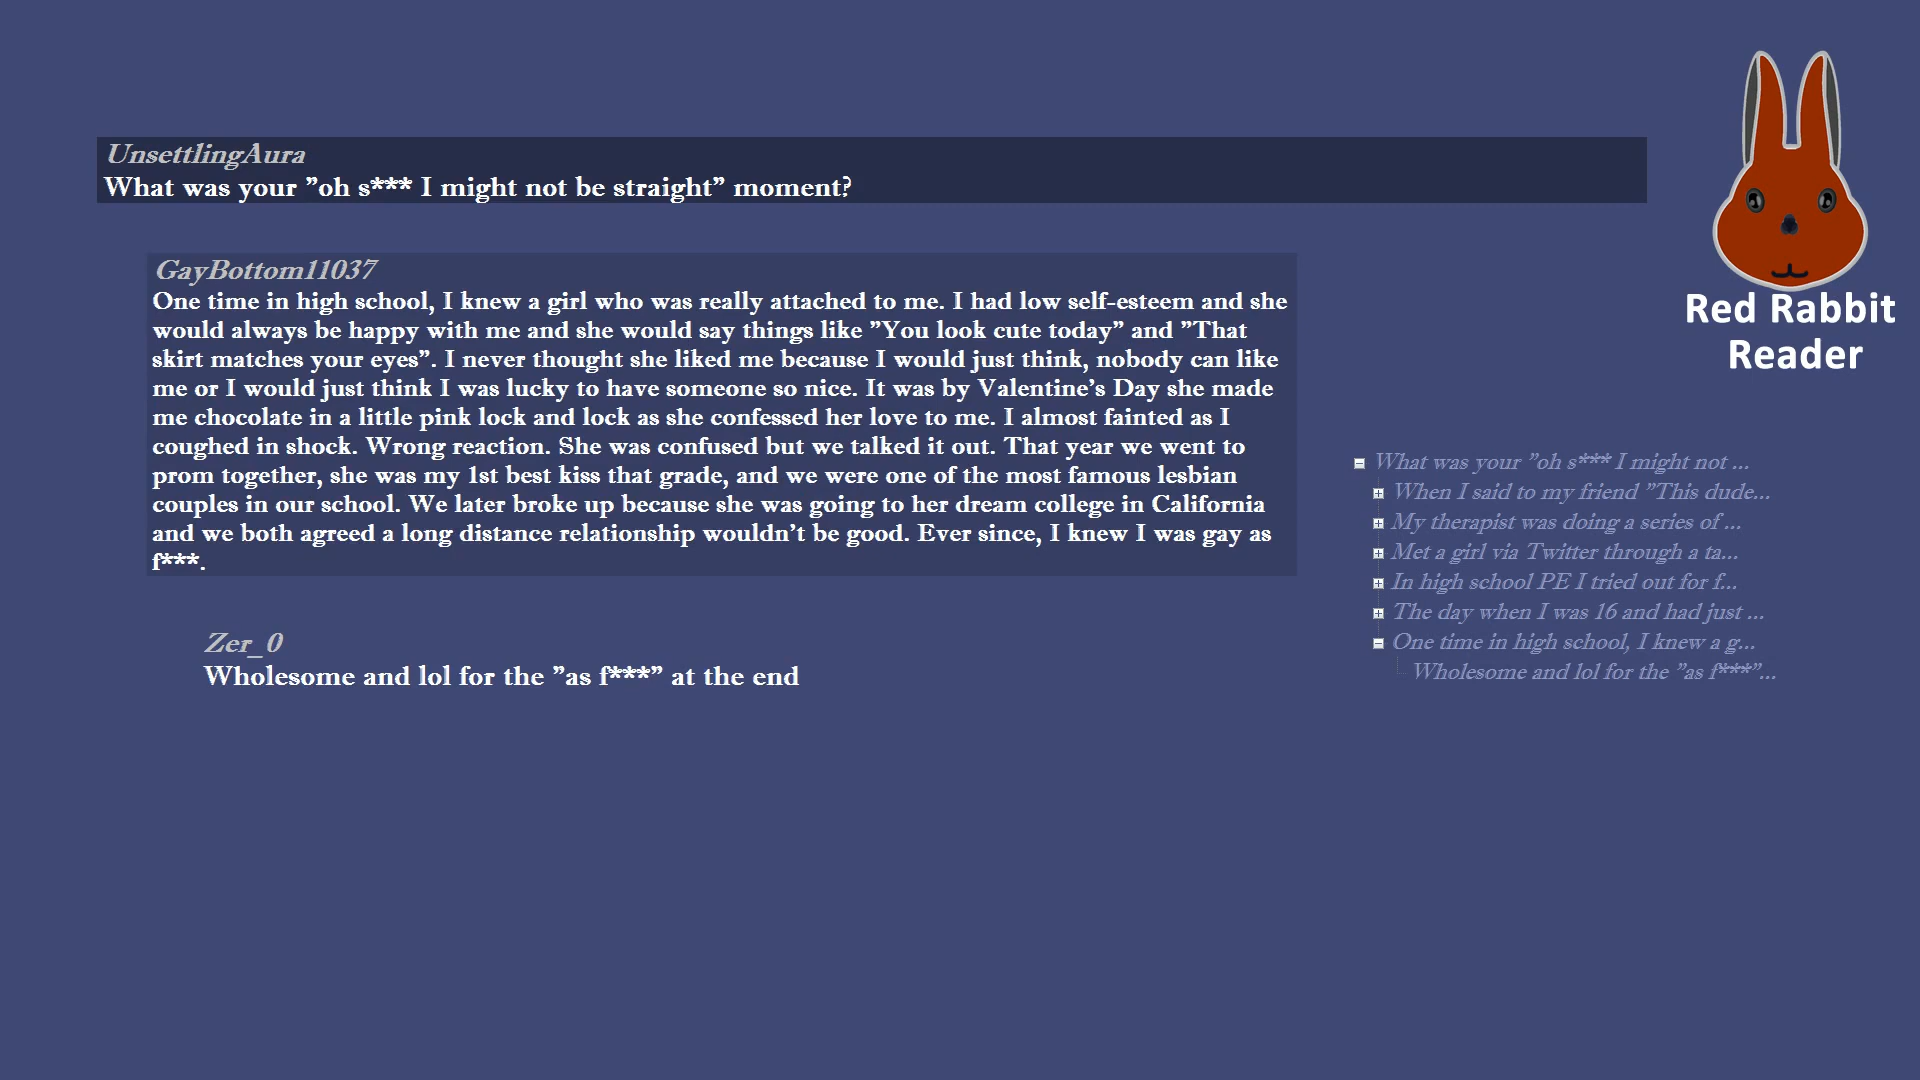 UnsettlingAura
What was your ”oh s*** I might not be straight” moment?
GayBottom11037
One time in high school, I knew a girl who was really attached to me. I had low self-esteem and she
would always be happy with me and she would say things like ”You look cute today” and ”That
skirt matches your eyes”. I never thought she liked me because I would just think, nobody can like
me or I would just think I was lucky to have someone so nice. It was by Valentine’s Day she made
me chocolate in a little pink lock and lock as she confessed her love to me. I almost fainted as I
coughed in shock. Wrong reaction. She was confused but we talked it out. That year we went to
prom together, she was my 1st best kiss that grade, and we were one of the most famous lesbian
couples in our school. We later broke up because she was going to her dream college in California
and we both agreed a long distance relationship wouldn’t be good. Ever since, I knew I was gay as
f***.
Zer_0
Wholesome and lol for the ”as f***” at the end
Red Rabbit
Reader
What was your ”oh s*** I might not ...
When I said to my friend ”This dude...
My therapist was doing a series of ...
Met a girl via Twitter through a ta...
In high school PE I tried out for f...
The day when I was 16 and had just ...
One time in high school, I knew a g...
Wholesome and lol for the ”as f***”...